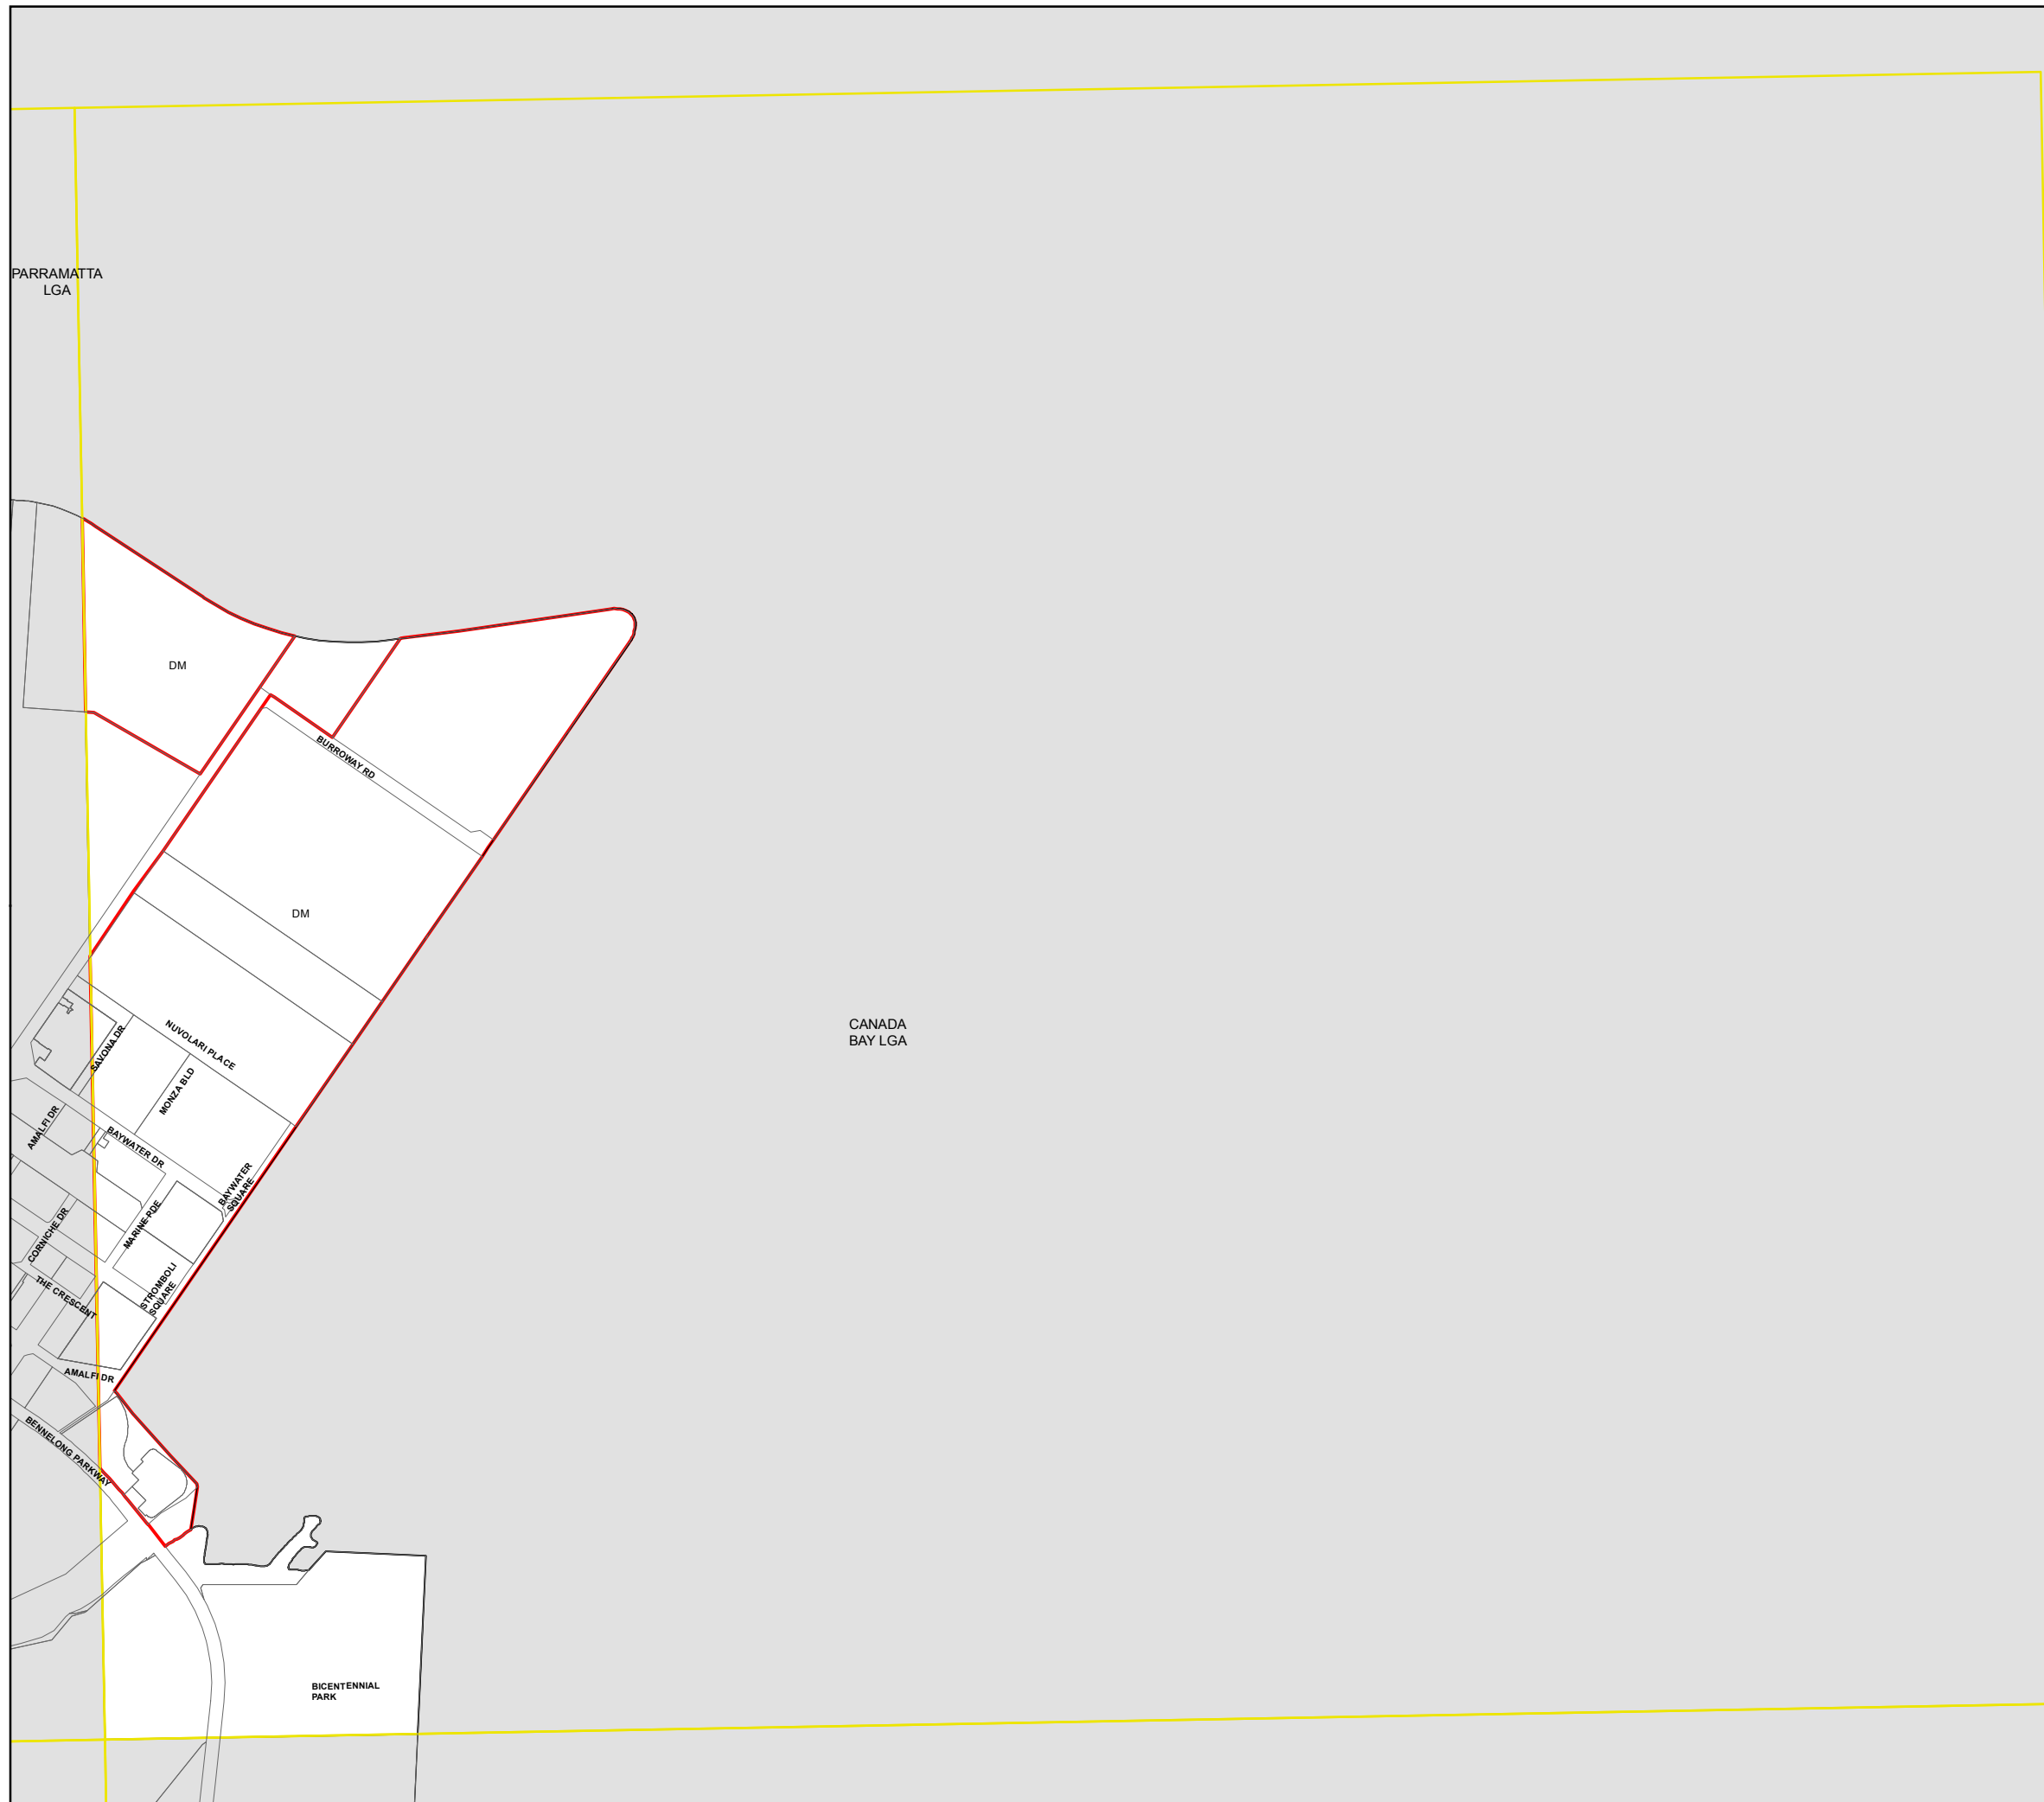 PARRAMATTA
LGA
DM
BURROWAY RD
DM
CANADA
BAY LGA
NUVOLARI PLACE
SAVONA DR
MONZA BLD
AMALFI DR
BAYWATER DR
BAYWATER
SQUARE
MARINE PDE
CORNICHE DR
STROMBOLI
SQUARE
THE CRESCENT
AMALFI DR
BENNELONG PARKWAY
BICENTENNIAL
PARK